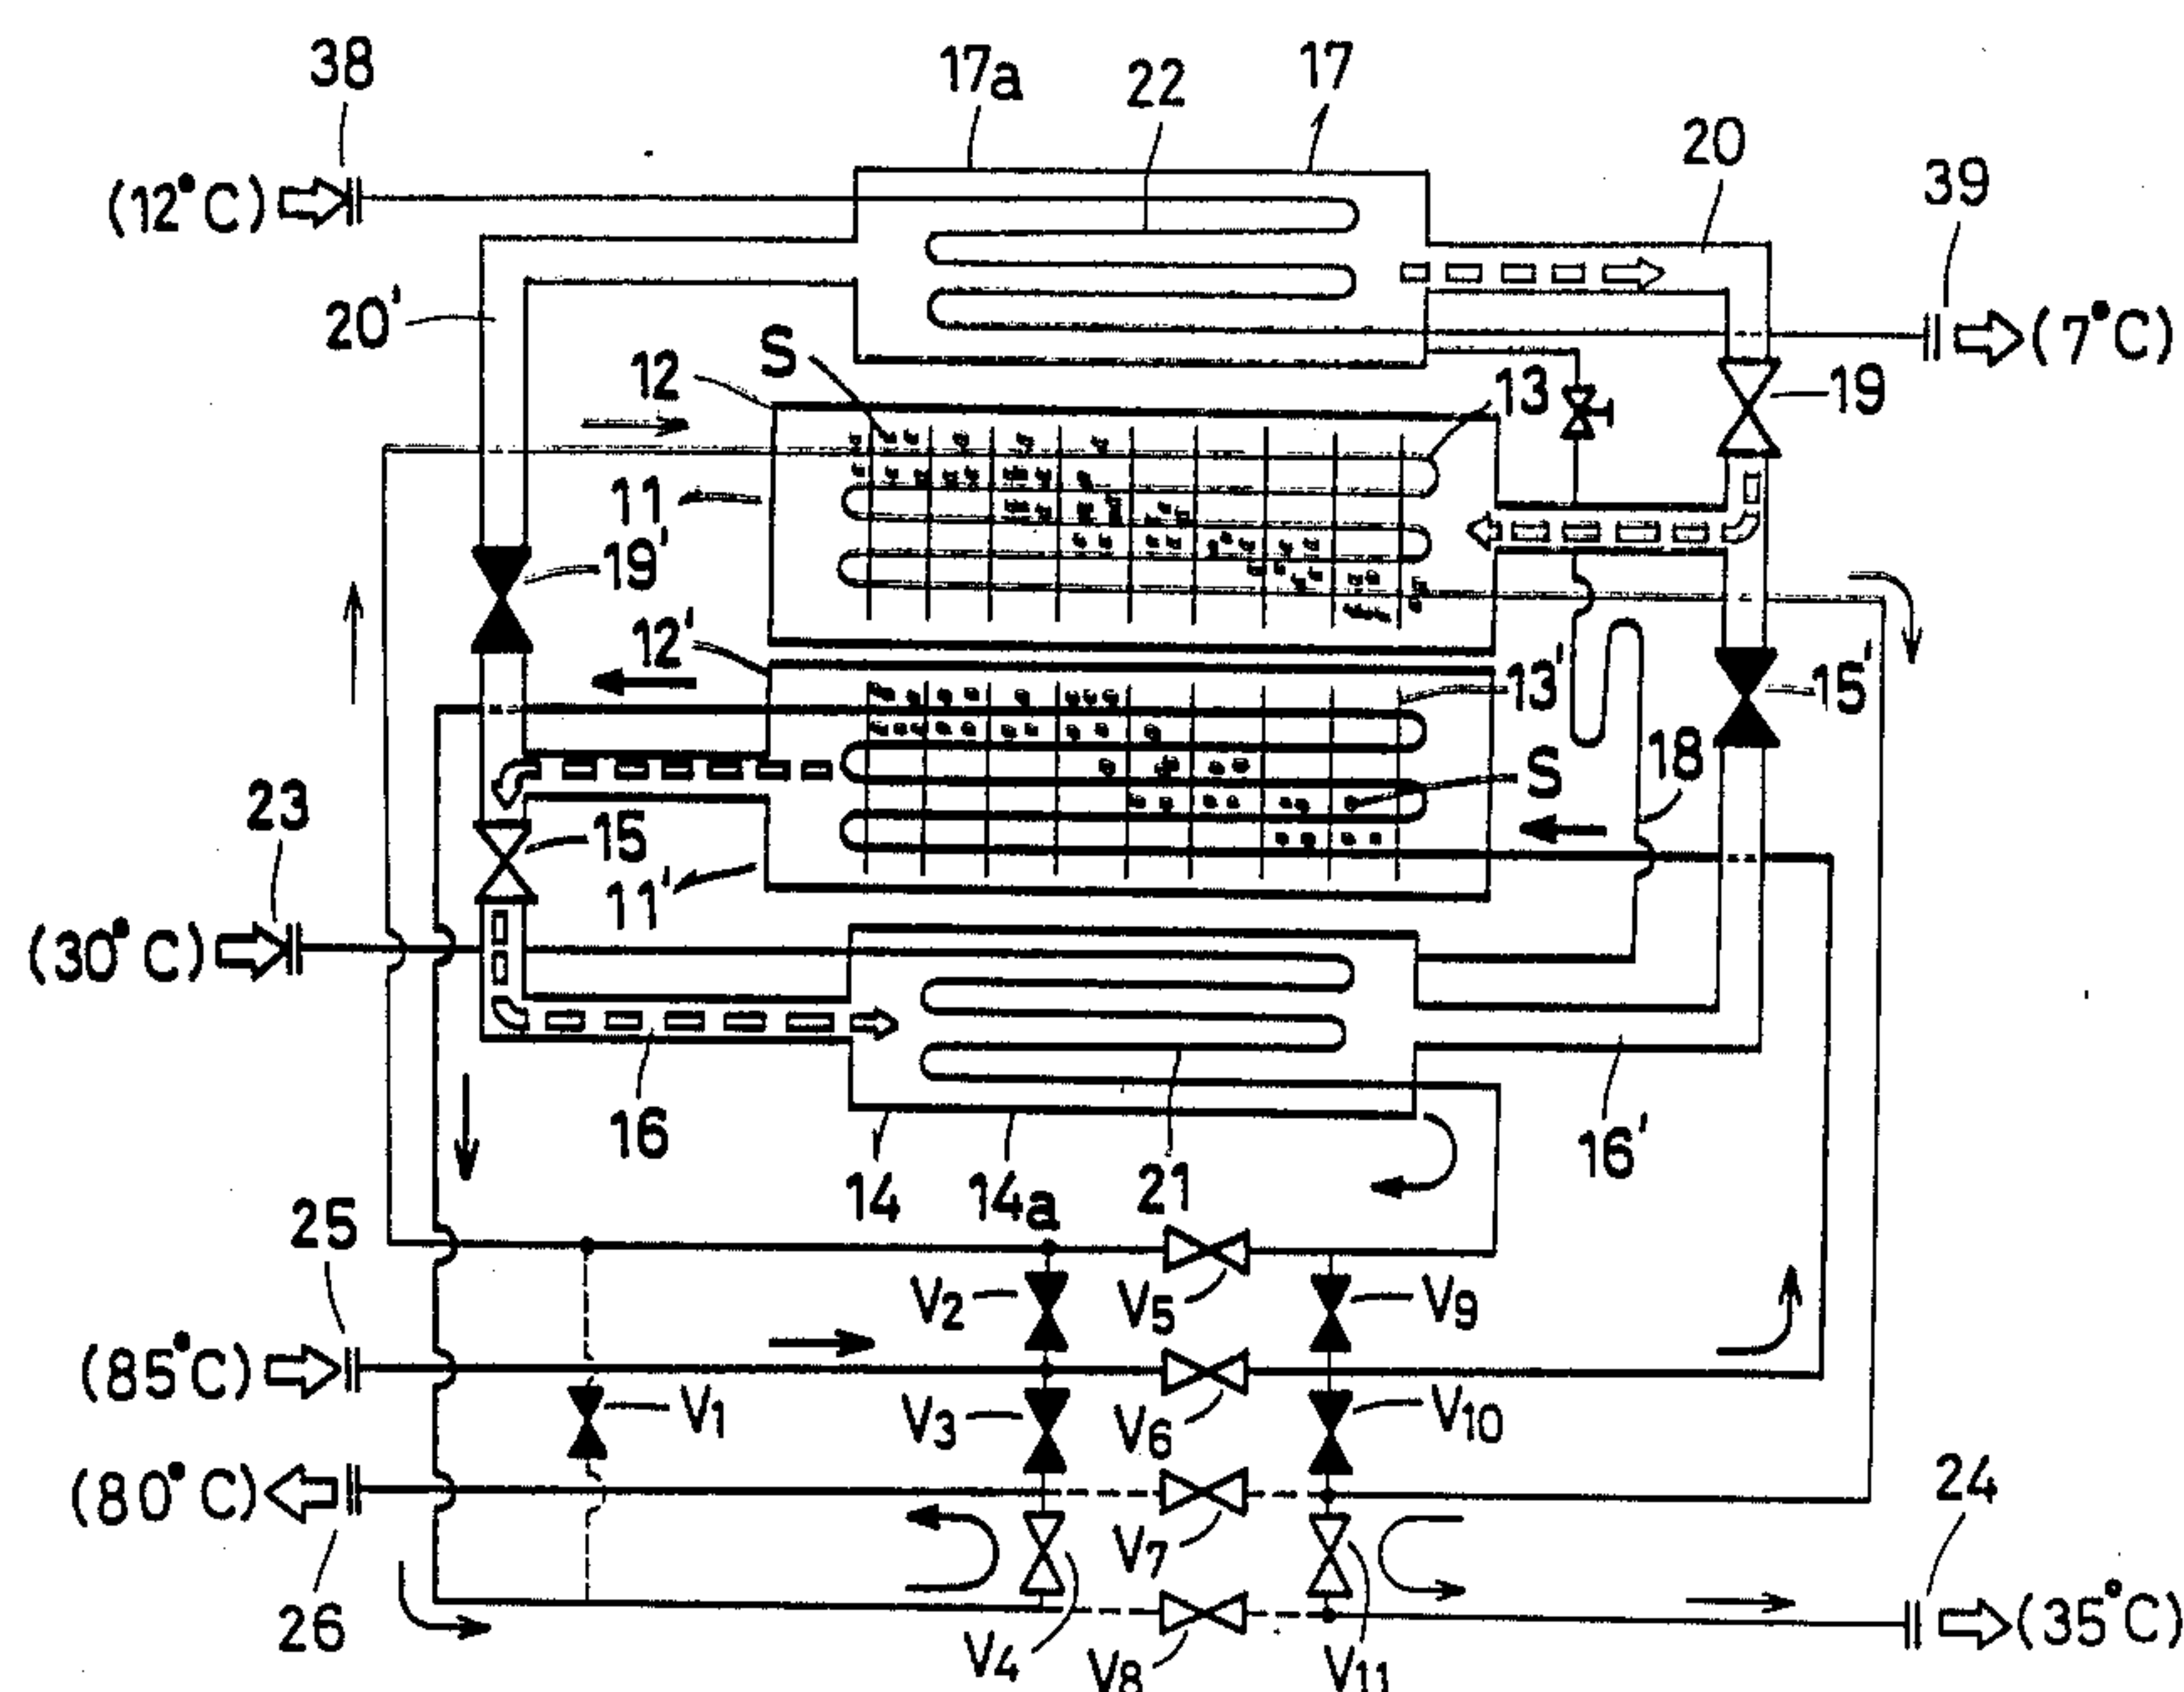 38
17a
22
17
20
39
(12°C)
(7°C)
20'
12
S
13
19
11
19'
12'
13'
15'
S
18
23
15
11'
(30°C)
16
14
14a
21
16'
25
V2
V5
V9
(85°C)
V1
V3
V6
V10
24
(80°C)
V7
26
V4
V8
V11
(35°C)